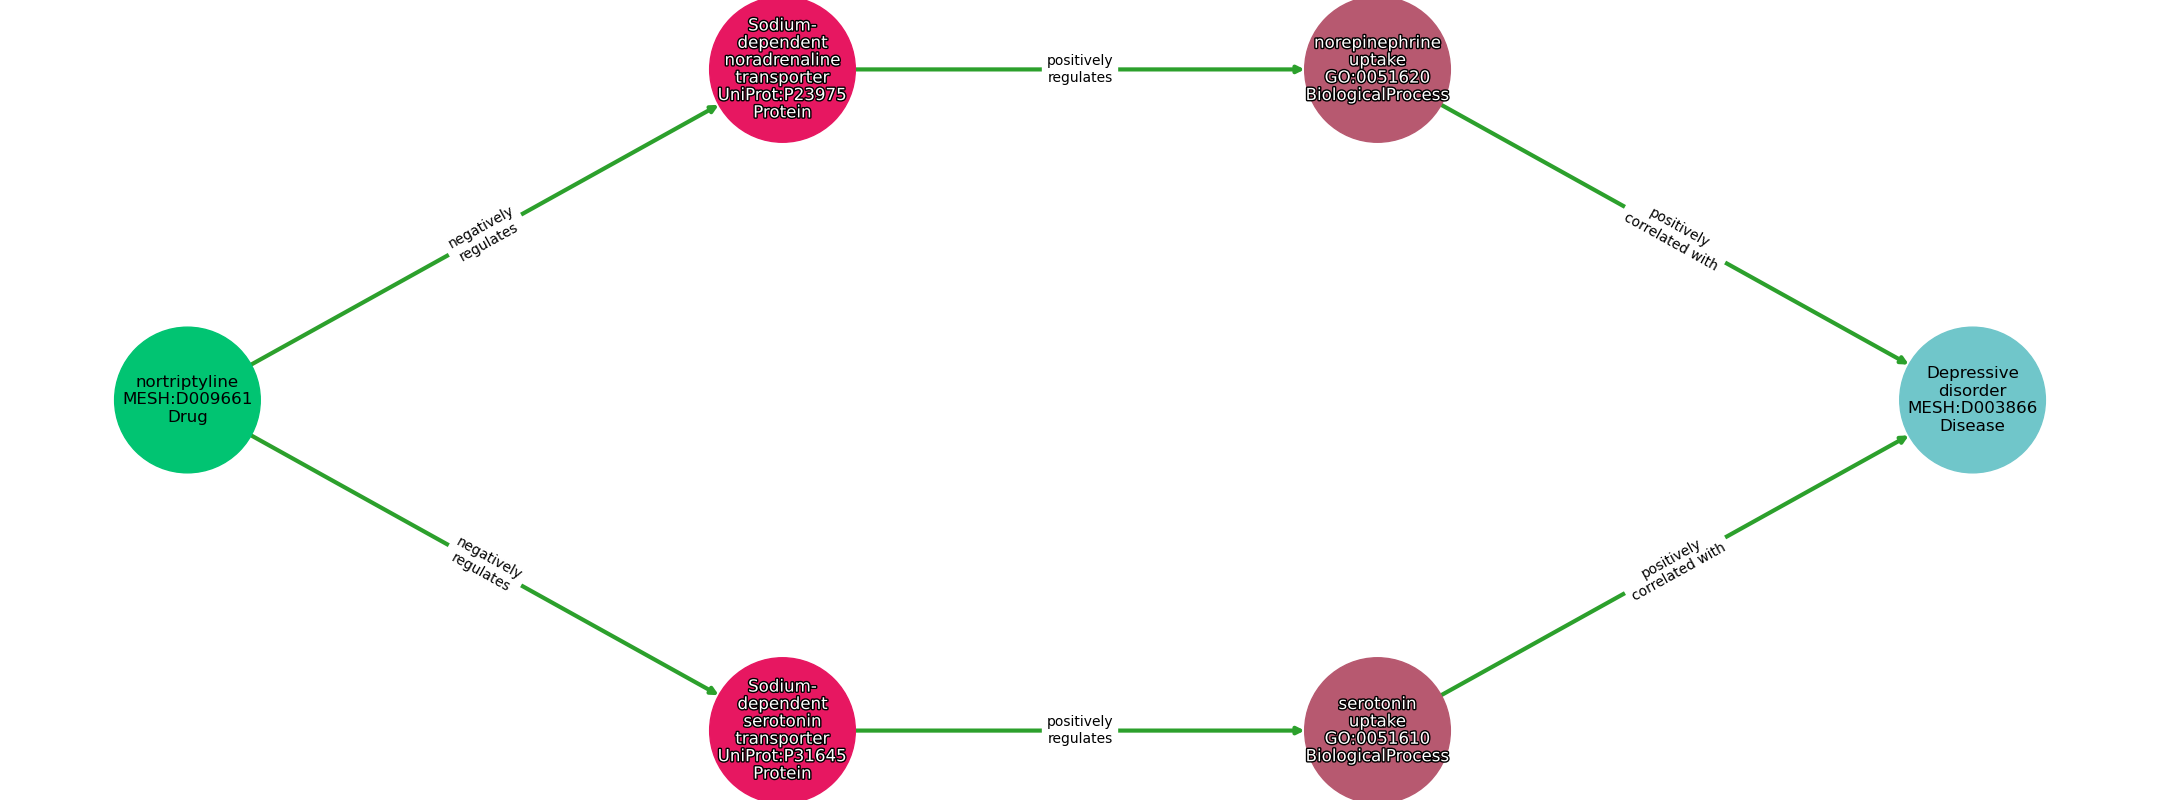 Sodium-
dependent
noradrenaline
transporter
UniProt:P23975
Protein
positively
regulates
norepinephrine
uptake
GO:0051620
BiologicalProcess
negatively
regulates
positively
correlated with
nortriptyline
MESH:D009661
Drug
Depressive
disorder
MESH:D003866
Disease
negatively
regulates
positively
correlated with
Sodium-
dependent
serotonin
transporter
UniProt:P31645
Protein
positively
regulates
serotonin
uptake
GO:0051610
BiologicalProcess